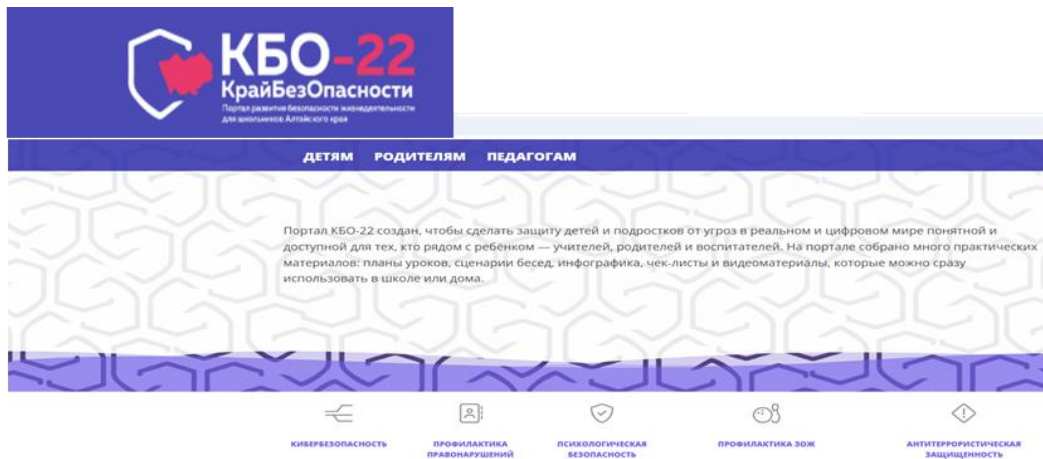 КБО-22
КрайБезОпасности
Портал развития безопасности жизнедеятельности
для школьников Алтайского края
ДЕТЯМ РОДИТЕЛЯМ ПЕДАГОГАМ
Портал КБО-22 создан, чтобы сделать защиту детей и подростков от угроз в реальном и цифровом мире понятной и
доступной для тех, кто рядом с ребёнком — учителей, родителей и воспитателей. На портале собрано много практических
материалов: планы уроков, сценарии бесед, инфографика, чек-листы и видеоматериалы, которые можно сразу
использовать в школе или дома.
КИБЕРБЕЗОПАСНОСТЬ ПРОФИЛАКТИКА ПСИХОЛОГИЧЕСКАЯ ПРОФИЛАКТИКА ЗОЖ АНТИТЕРРОРИСТИЧЕСКАЯ
ПРАВОНАРУШЕНИЙ БЕЗОПАСНОСТЬ ЗАЩИЩЕННОСТЬ